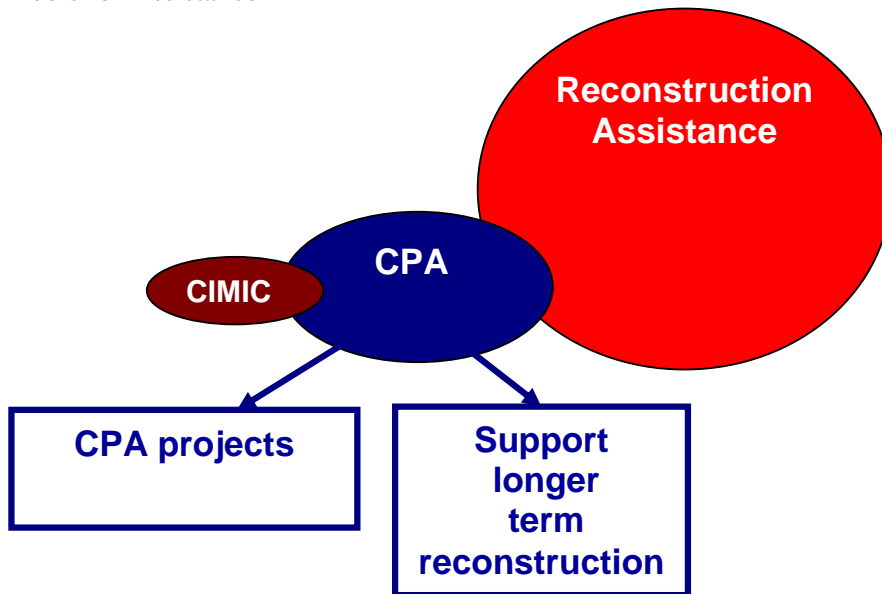 Reconstruction
Assistance
CPA
CIMIC
CPA projects
Support
longer
term
reconstruction